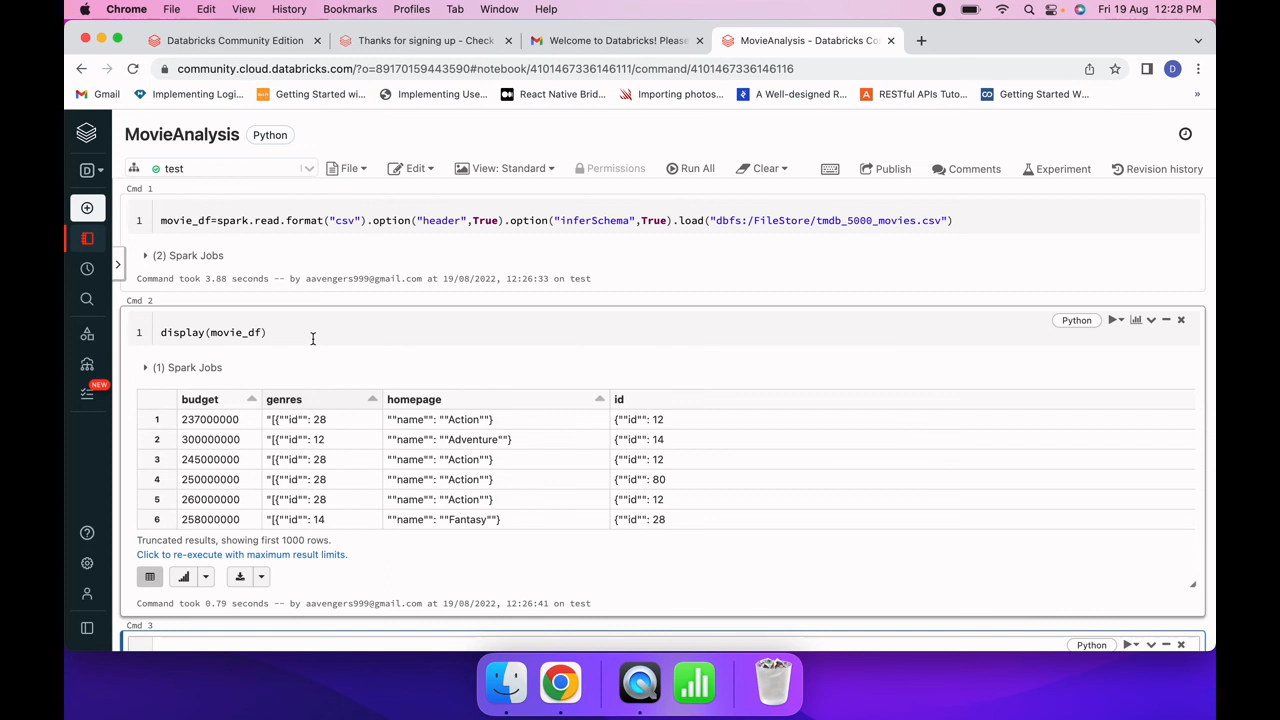 Chrome File Edit View History Bookmarks Profiles Tab Window Help Fri 19 Aug 12:28 PM
Databricks Community Edition Thanks for signing up - Check Welcome to Databricks! Please MovieAnalysis - Databricks Co
community.cloud.databricks.com/?o=89170159443590#notebook/4101467336146111/command/4101467336146116 D
Gmail Implementing Logi... Getting Started wi... Implementing Use... React Native Brid... Importing photos... A Well-designed R... RESTful APIs Tuto... Getting Started W... »
MovieAnalysis Python
D test File Edit View: Standard Permissions Run All Clear Publish Comments Experiment Revision history
Cmd 1
1 movie_df=spark.read.format("csv").option("header",True).option("inferSchema",True).load("dbfs:/FileStore/tmdb_5000_movies.csv")
(2) Spark Jobs
Command took 3.88 seconds -- by aavengers999@gmail.com at 19/08/2022, 12:26:33 on test
Cmd 2
Python
1 display(movie_df)
(1) Spark Jobs
NEW
budget genres homepage id
1 237000000 "[{""id"": 28 ""name"": ""Action""} {""id"": 12
2 300000000 "[{""id"": 12 ""name"": ""Adventure""} {""id"": 14
3 245000000 "[{""id"": 28 ""name"": ""Action""} {""id"": 12
4 250000000 "[{""id"": 28 ""name"": ""Action""} {""id"": 80
5 260000000 "[{""id"": 28 ""name"": ""Action""} {""id"": 12
6 258000000 "[{""id"": 14 ""name"": ""Fantasy""} {""id"": 28
Truncated results, showing first 1000 rows.
Click to re-execute with maximum result limits.
Command took 0.79 seconds -- by aavengers999@gmail.com at 19/08/2022, 12:26:41 on test
Cmd 3
Python